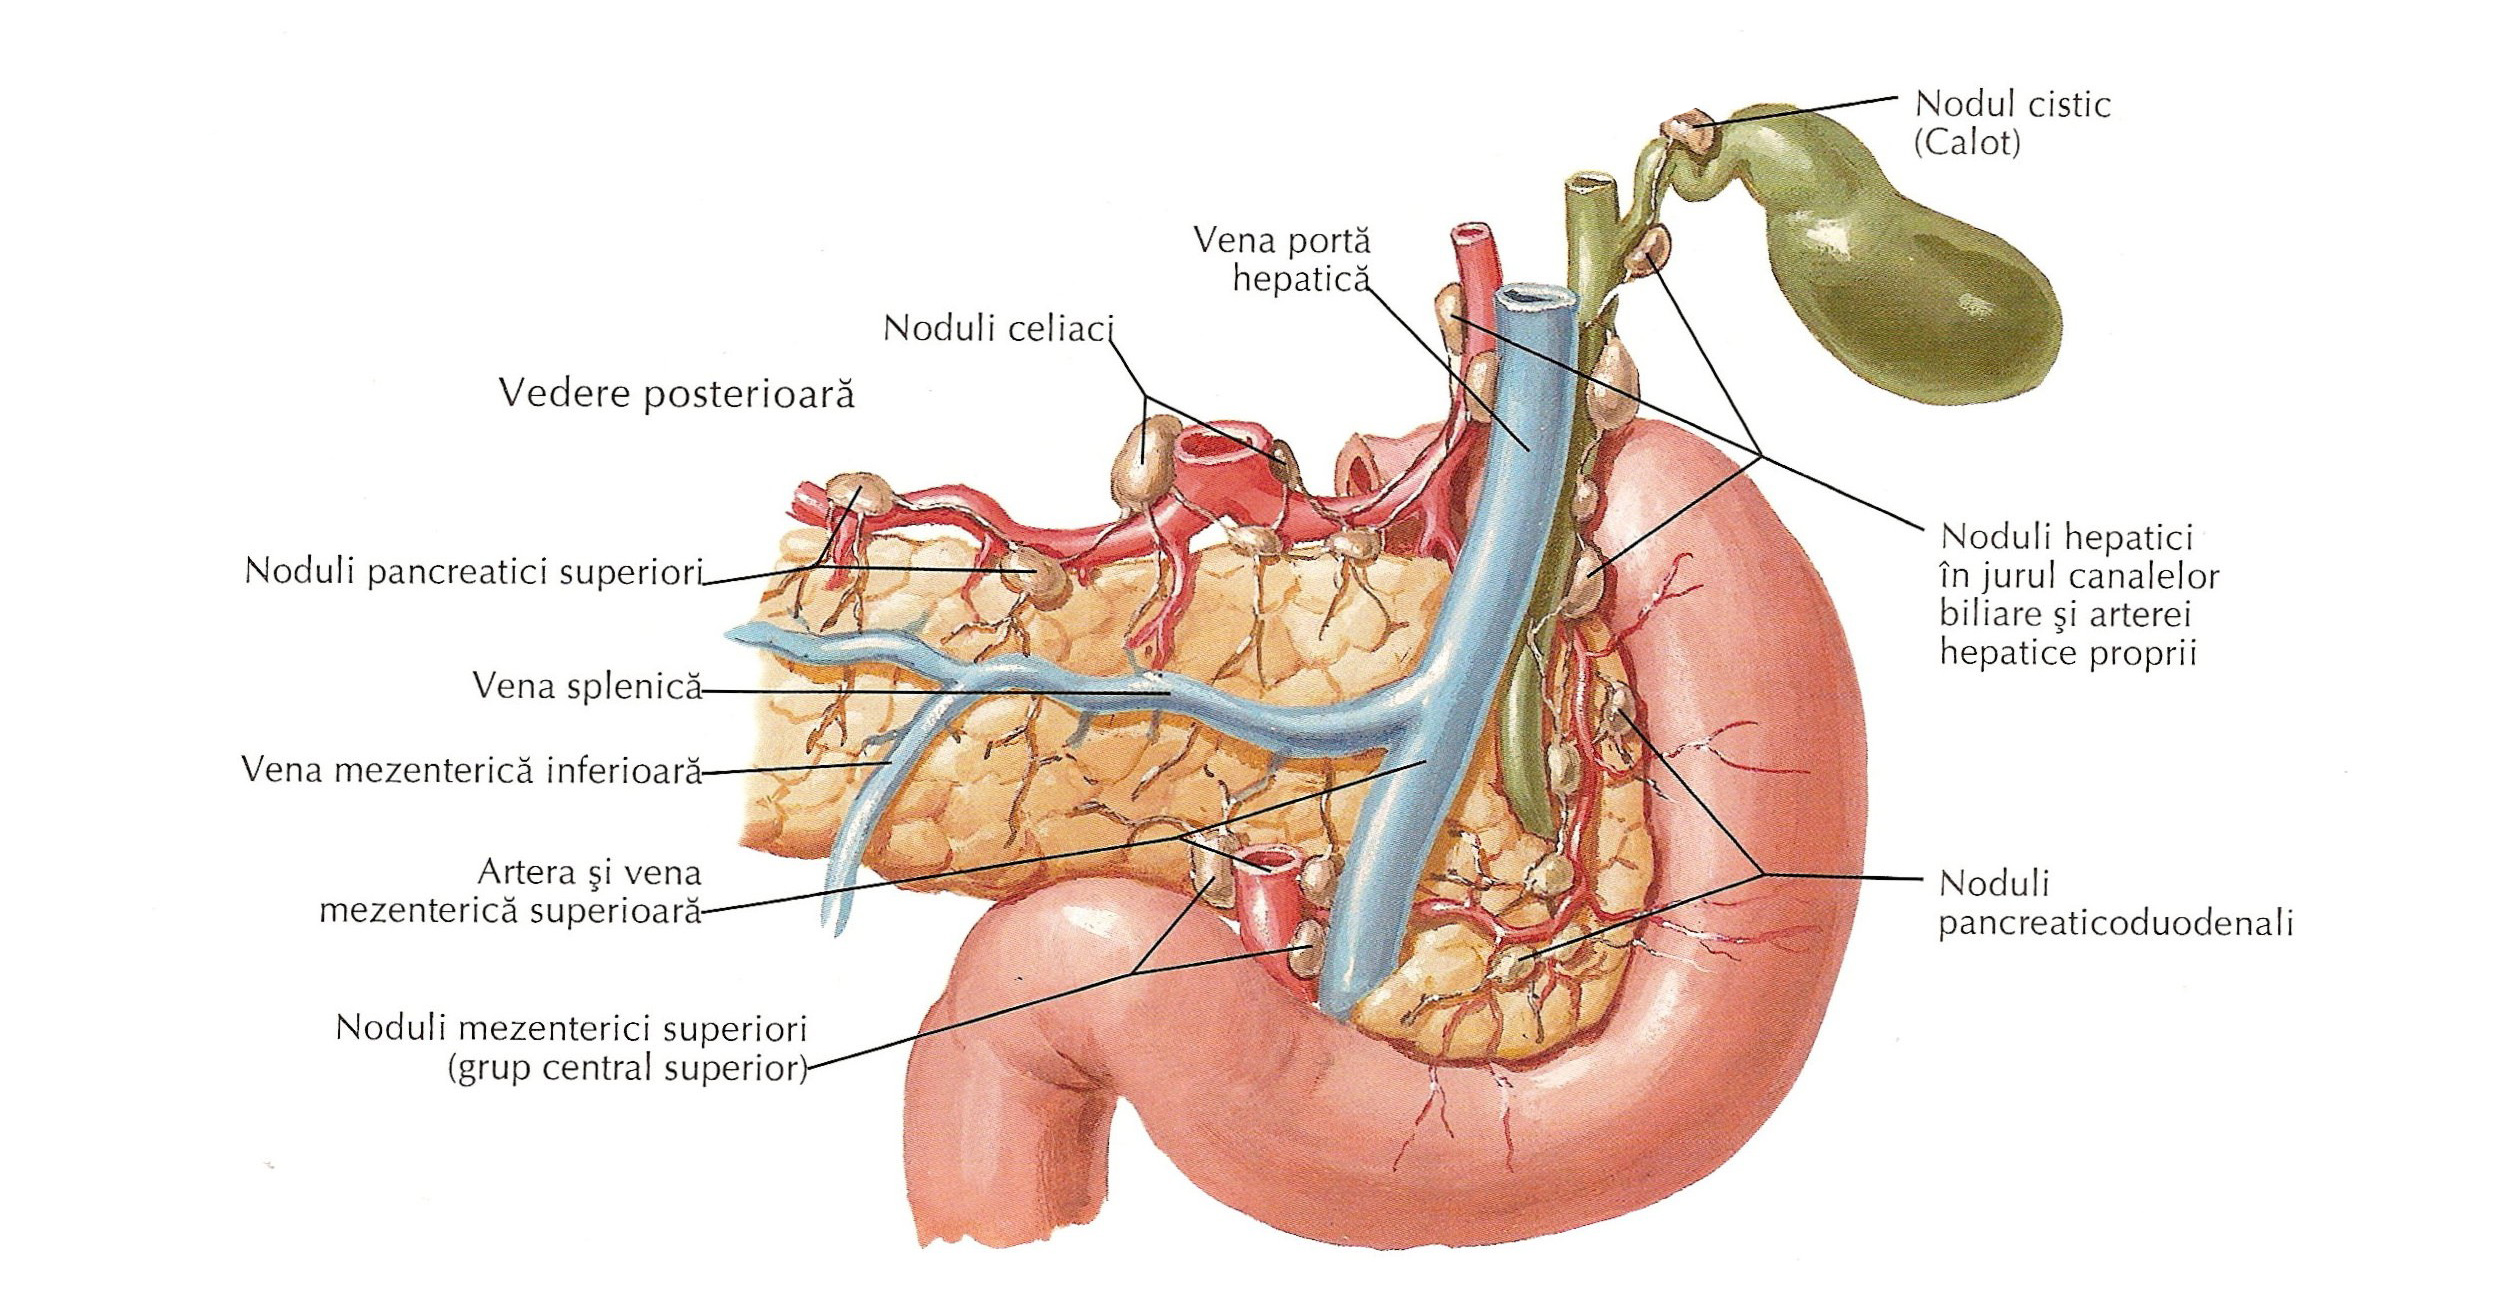 Nodul cistic
(Calot)
Vena portă
hepatică
Noduli celiaci
Vedere posterioară
Noduli pancreatici superiori
Vena splenică
Vena mezenterică inferioară
Artera şi vena
mezenterică superioară
Noduli mezenterici superiori
(grup central superior)
Noduli hepatici
în jurul canalelor
biliare şi arterei
hepatice proprii
Noduli
pancreaticoduodenali